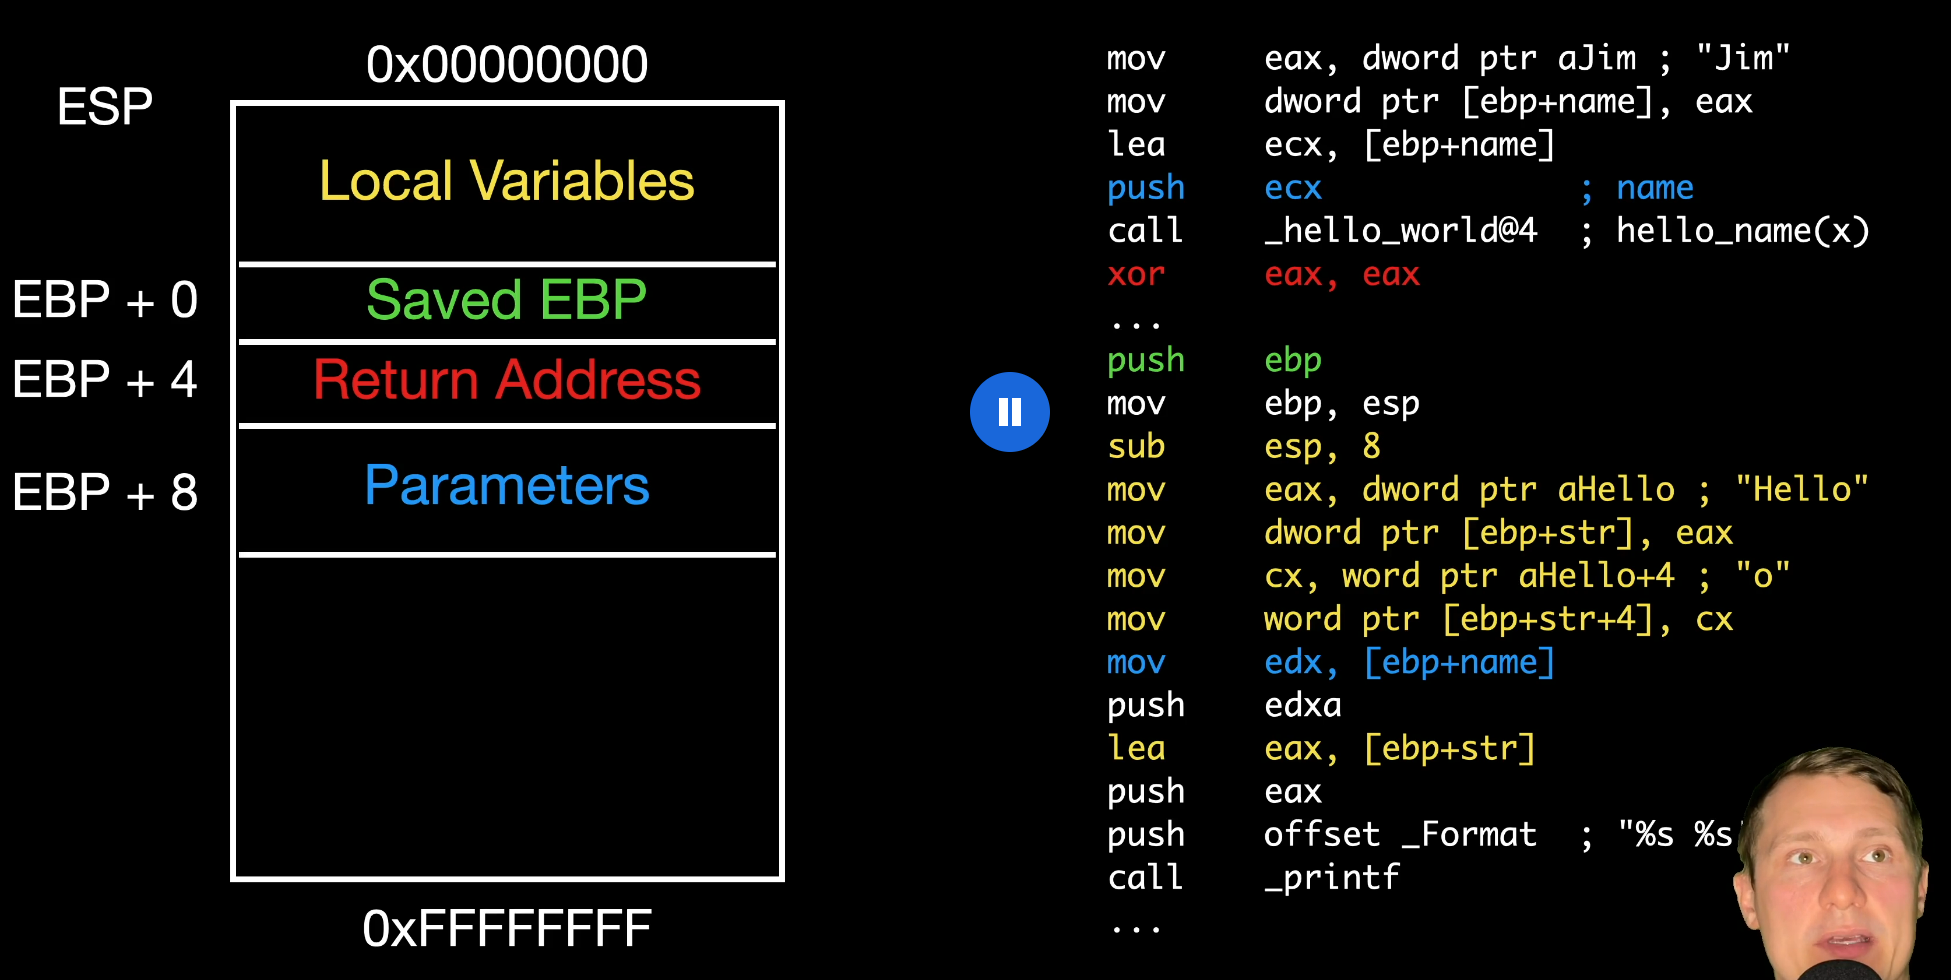 0x00000000
ESP
Local Variables
EBP + 0
Saved EBP
EBP + 4
Return Address
EBP + 8
Parameters
0xFFFFFFFF
mov eax, dword ptr aJim ; "Jim"
mov dword ptr [ebp+name], eax
lea ecx, [ebp+name]
push ecx ; name
call _hello_world@4 ; hello_name(x)
xor eax, eax
...
push ebp
mov ebp, esp
sub esp, 8
mov eax, dword ptr aHello ; "Hello"
mov dword ptr [ebp+str], eax
mov cx, word ptr aHello+4 ; "o"
mov word ptr [ebp+str+4], cx
mov edx, [ebp+name]
push edxa
lea eax, [ebp+str]
push eax
push offset _Format ; "%s %s
call _printf
...